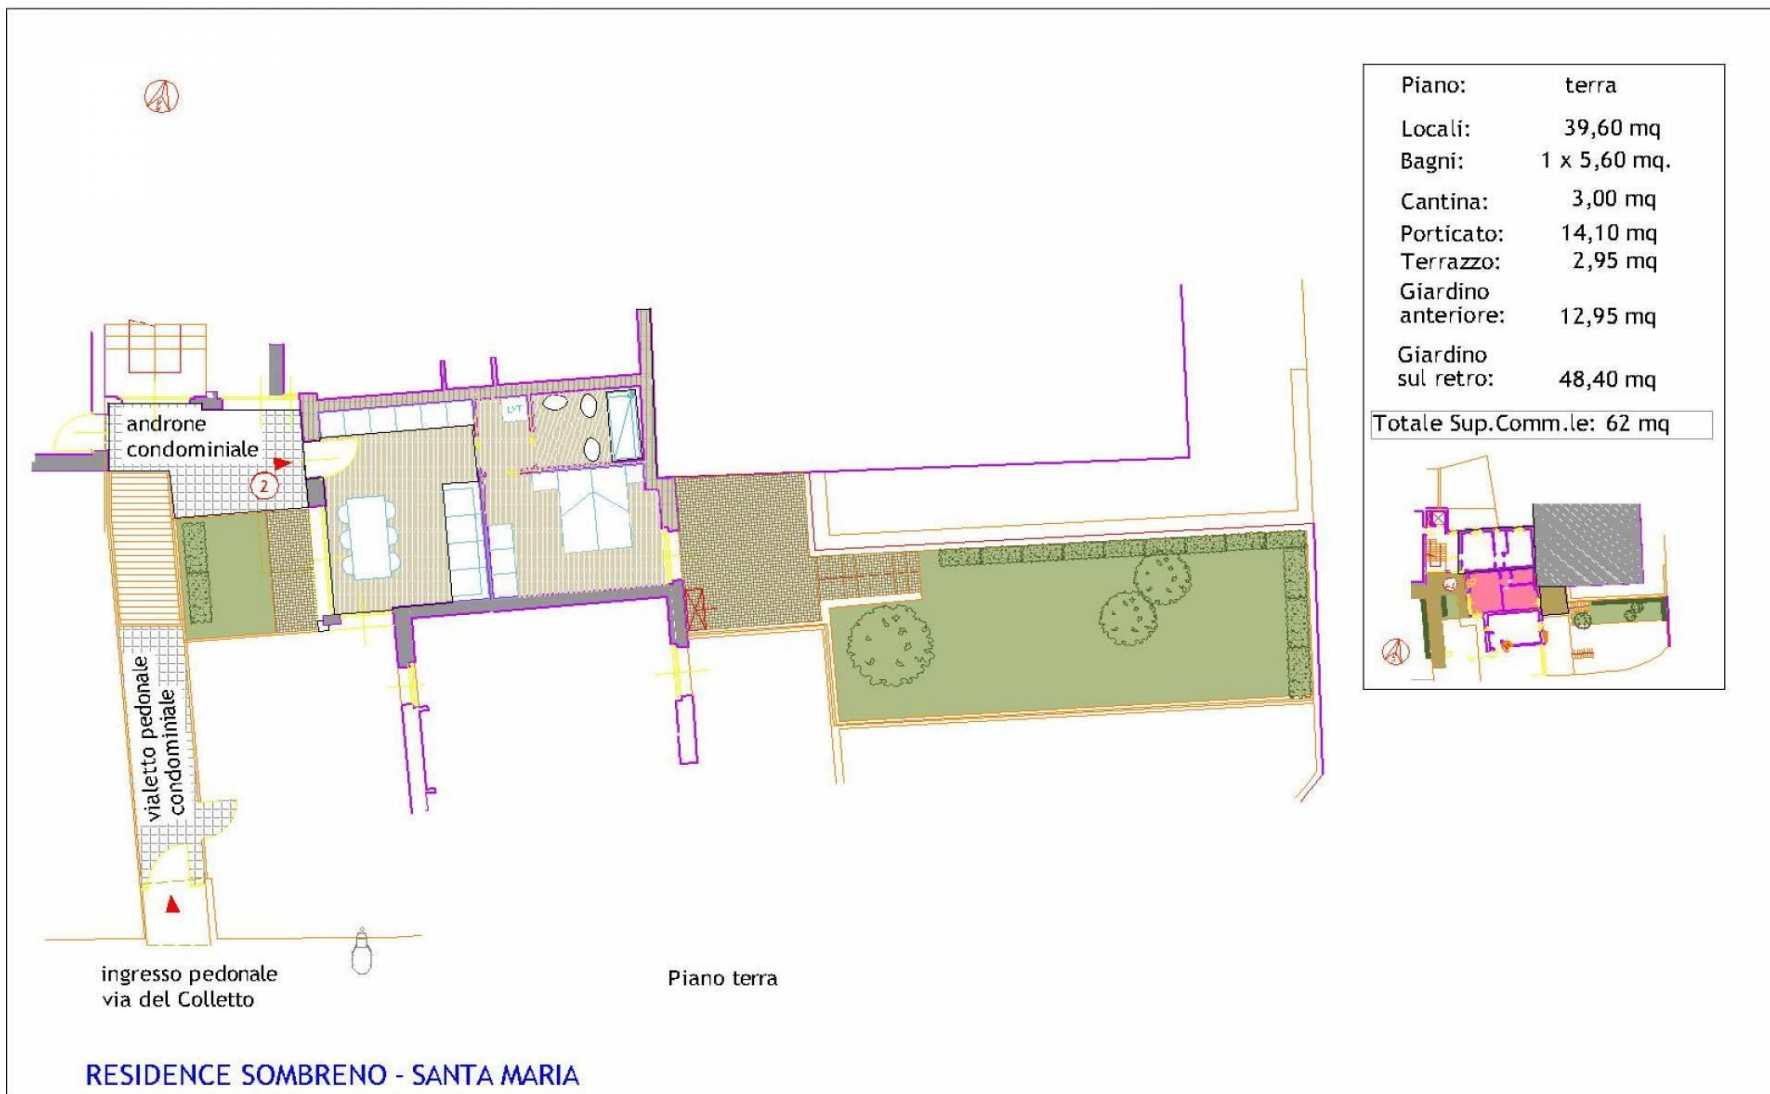 Piano: terra
Locali: 39,60 mq
Bagni: 1 x 5,60 mq.
Cantina: 3,00 mq
Porticato: 14,10 mq
Terrazzo: 2,95 mq
Giardino
anteriore: 12,95 mq
Giardino
sul retro: 48,40 mq
Totale Sup.Comm.le: 62 mq
androne
condominiale
2
LVT
vialetto pedonale
condominiale
ingresso pedonale
via del Colletto
Piano terra
RESIDENCE SOMBRENO - SANTA MARIA